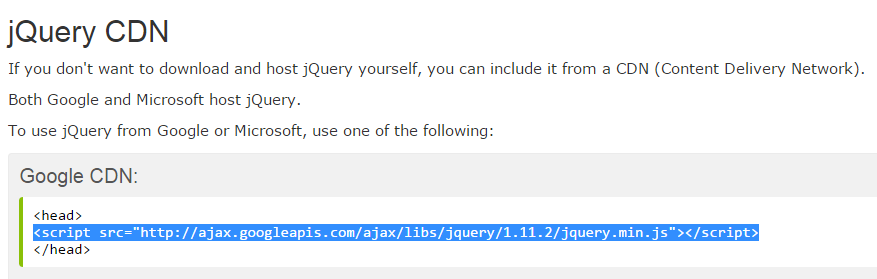 jQuery CDN
If you don't want to download and host jQuery yourself, you can include it from a CDN (Content Delivery Network).
Both Google and Microsoft host jQuery.
To use jQuery from Google or Microsoft, use one of the following:
Google CDN:
<head>
<script src="http://ajax.googleapis.com/ajax/libs/jquery/1.11.2/jquery.min.js"></script>
</head>